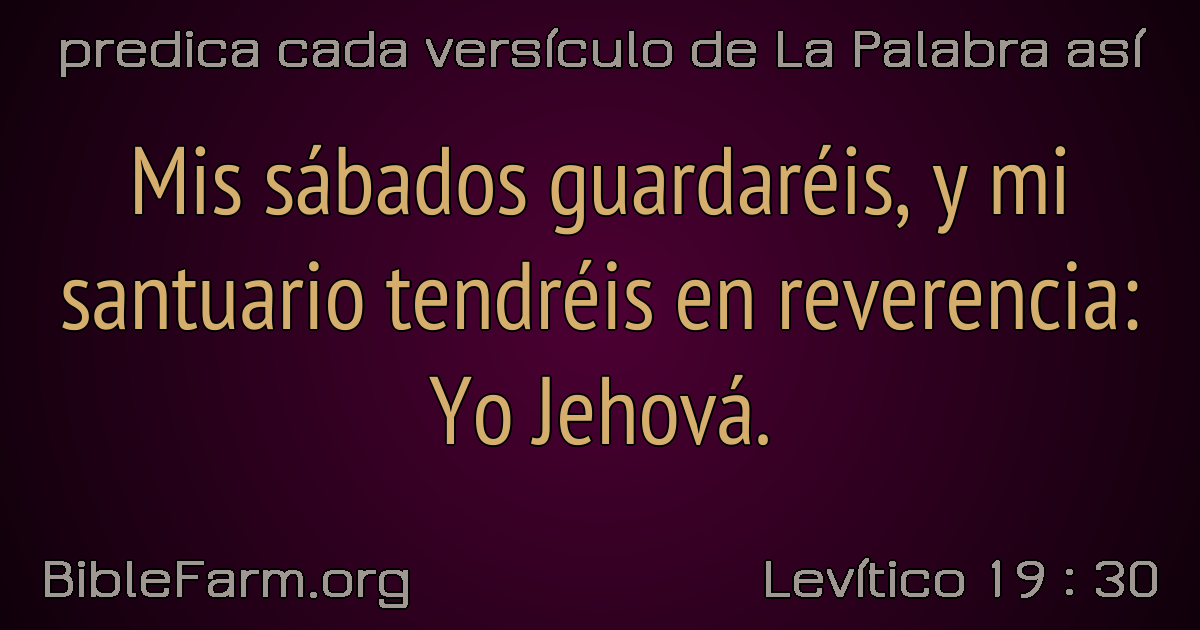 predica cada versículo de La Palabra así
Mis sábados guardaréis, y mi
santuario tendréis en reverencia:
Yo Jehová.
BibleFarm.org
Levítico 19 : 30